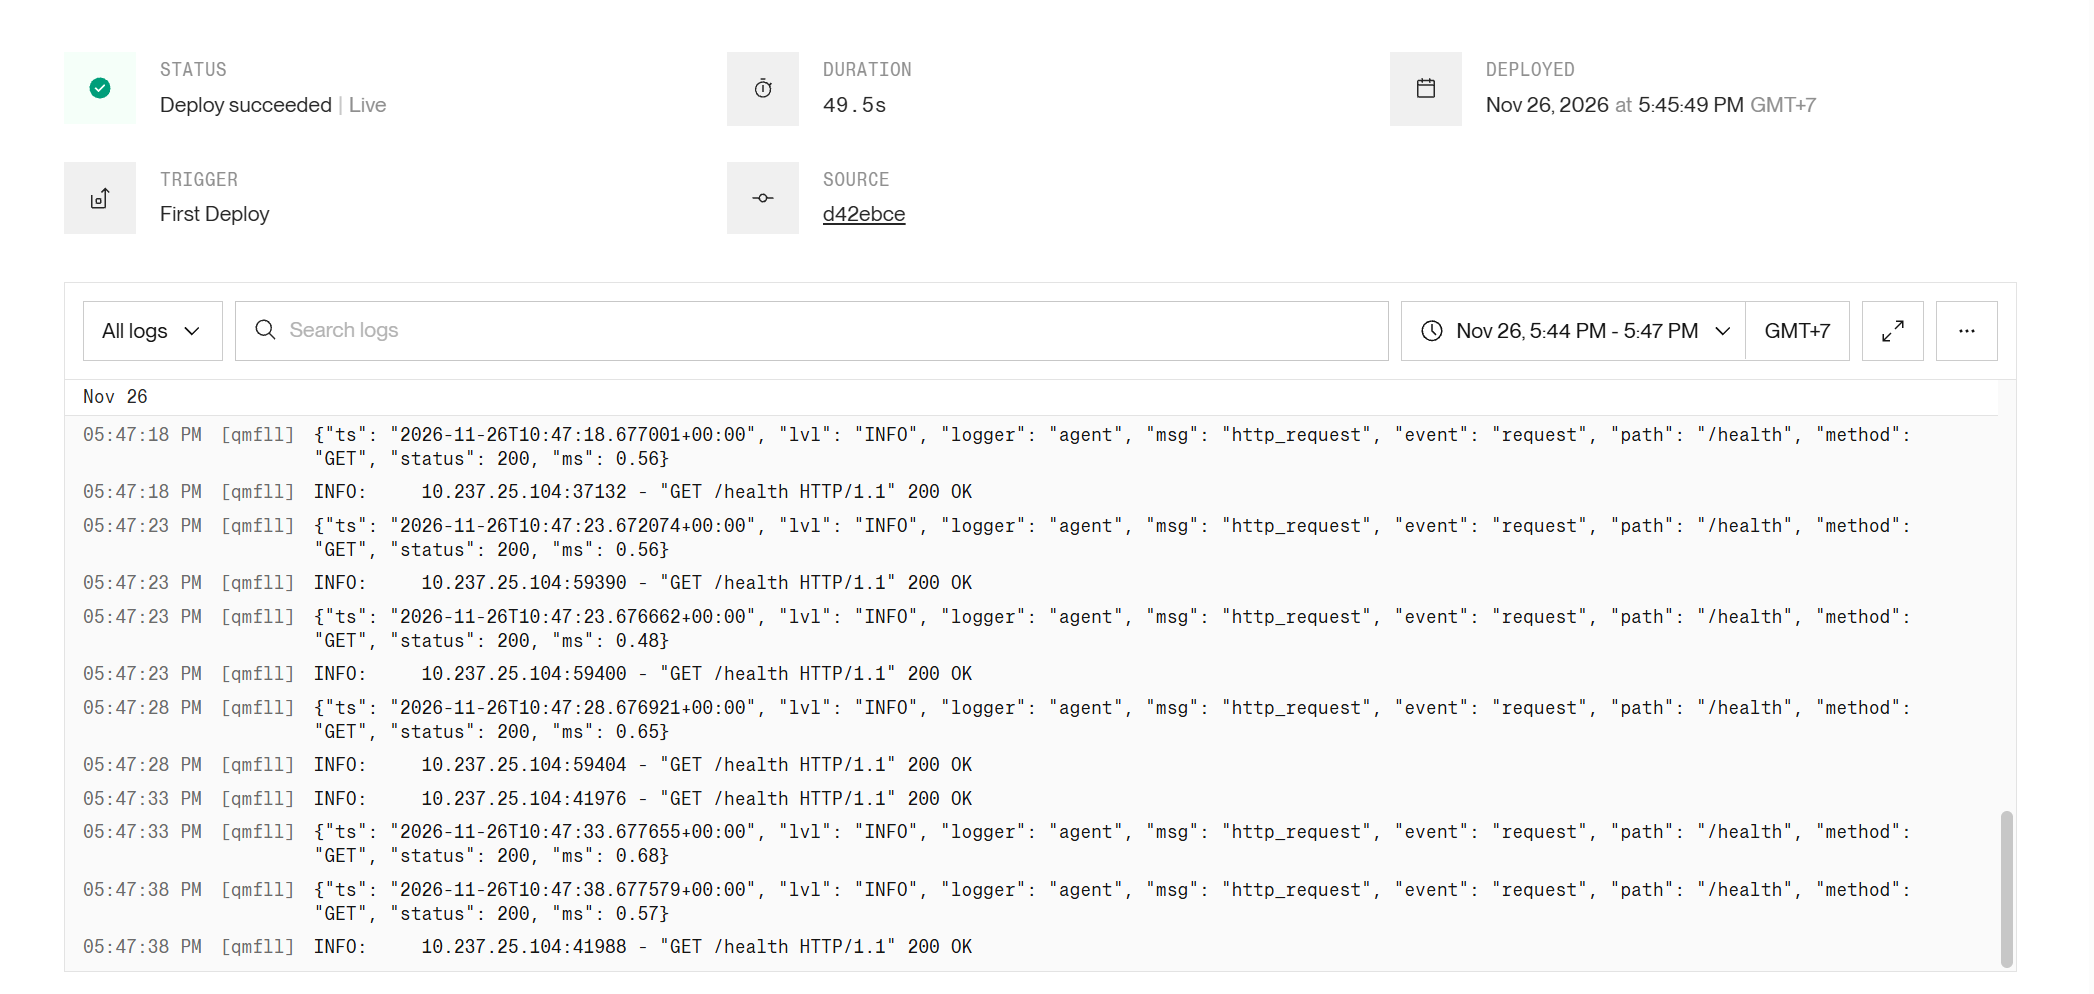 STATUS
Deploy succeeded | Live
DURATION
49.5s
DEPLOYED
Nov 26, 2026 at 5:45:49 PM GMT+7
TRIGGER
First Deploy
SOURCE
d42ebce
All logs
Search logs
Nov 26, 5:44 PM - 5:47 PM
GMT+7
Nov 26
05:47:18 PM [qmfll] {"ts": "2026-11-26T10:47:18.677001+00:00", "lvl": "INFO", "logger": "agent", "msg": "http_request", "event": "request", "path": "/health", "method":
"GET", "status": 200, "ms": 0.56}
05:47:18 PM [qmfll] INFO:     10.237.25.104:37132 - "GET /health HTTP/1.1" 200 OK
05:47:23 PM [qmfll] {"ts": "2026-11-26T10:47:23.672074+00:00", "lvl": "INFO", "logger": "agent", "msg": "http_request", "event": "request", "path": "/health", "method":
"GET", "status": 200, "ms": 0.56}
05:47:23 PM [qmfll] INFO:     10.237.25.104:59390 - "GET /health HTTP/1.1" 200 OK
05:47:23 PM [qmfll] {"ts": "2026-11-26T10:47:23.676662+00:00", "lvl": "INFO", "logger": "agent", "msg": "http_request", "event": "request", "path": "/health", "method":
"GET", "status": 200, "ms": 0.48}
05:47:23 PM [qmfll] INFO:     10.237.25.104:59400 - "GET /health HTTP/1.1" 200 OK
05:47:28 PM [qmfll] {"ts": "2026-11-26T10:47:28.676921+00:00", "lvl": "INFO", "logger": "agent", "msg": "http_request", "event": "request", "path": "/health", "method":
"GET", "status": 200, "ms": 0.65}
05:47:28 PM [qmfll] INFO:     10.237.25.104:59404 - "GET /health HTTP/1.1" 200 OK
05:47:33 PM [qmfll] INFO:     10.237.25.104:41976 - "GET /health HTTP/1.1" 200 OK
05:47:33 PM [qmfll] {"ts": "2026-11-26T10:47:33.677655+00:00", "lvl": "INFO", "logger": "agent", "msg": "http_request", "event": "request", "path": "/health", "method":
"GET", "status": 200, "ms": 0.68}
05:47:38 PM [qmfll] {"ts": "2026-11-26T10:47:38.677579+00:00", "lvl": "INFO", "logger": "agent", "msg": "http_request", "event": "request", "path": "/health", "method":
"GET", "status": 200, "ms": 0.57}
05:47:38 PM [qmfll] INFO:     10.237.25.104:41988 - "GET /health HTTP/1.1" 200 OK